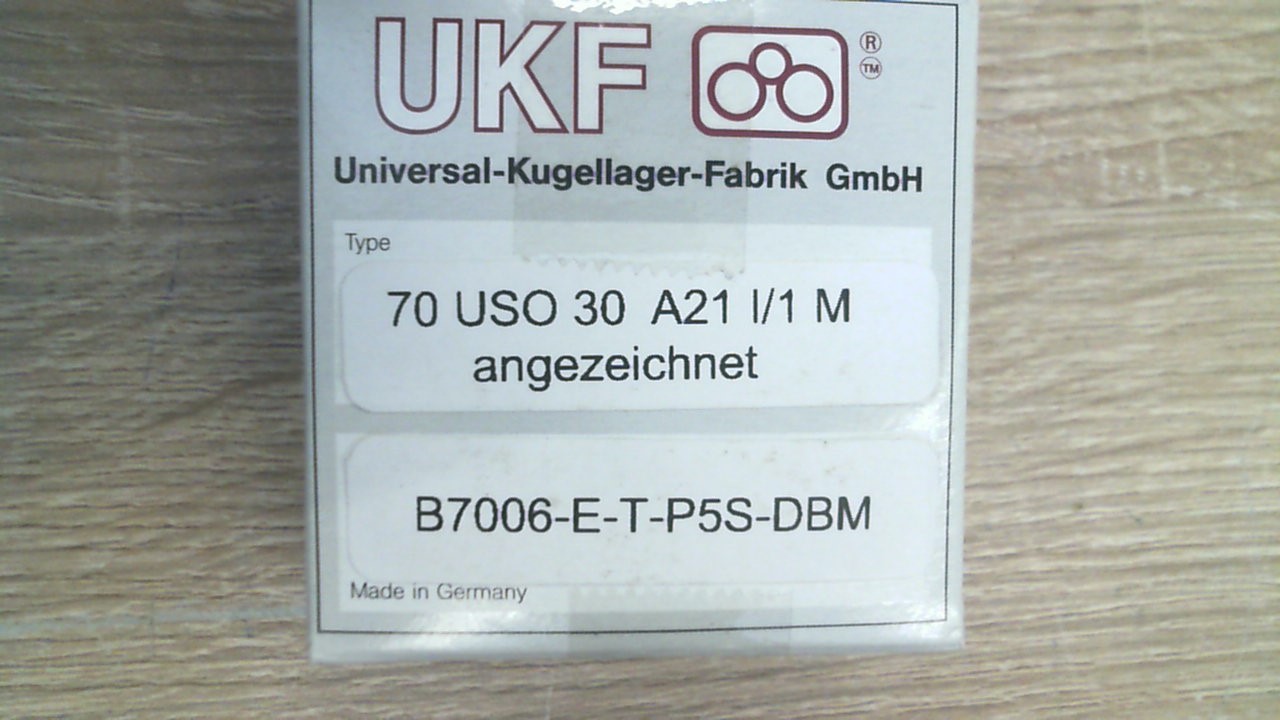 UKF ® ™
Universal-Kugellager-Fabrik GmbH
Type
70 USO 30 A21 I/1 M
angezeichnet
B7006-E-T-P5S-DBM
Made in Germany